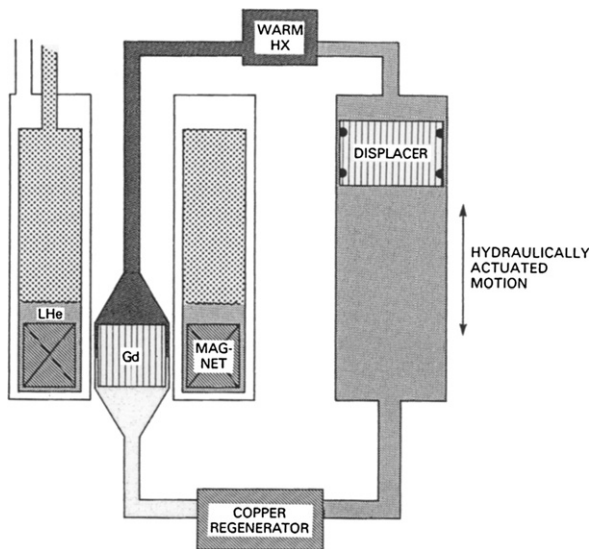 WARM
HX
DISPLACER
HYDRAULICALLY
ACTUATED
MOTION
LHe
Gd
MAG-
NET
COPPER
REGENERATOR